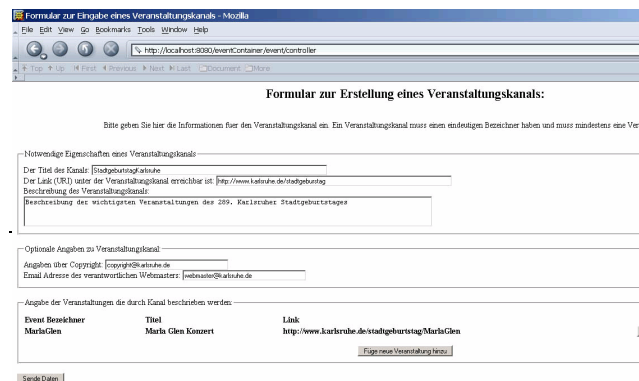 Formular zur Eingabe eines Veranstaltungskanals - Mozilla
File Edit View Go Bookmarks Tools Window Help
http://localhost:8080/eventContainer/event/controller
Top Up First Previous Next Last Document More
Formular zur Erstellung eines Veranstaltungskanals:
Bitte geben Sie hier die Informationen fuer den Veranstaltungskanal ein. Ein Veranstaltungskanal muss einen eindeutigen Bezeichner haben und muss mindestens eine Ver
Notwendige Eigenschaften eines Veranstaltungskanals
Der Titel des Kanals: StadtgeburtstagKarlsruhe
Der Link (URI) unter der Veranstaltungskanal erreichbar ist: http://www.karlsruhe.de/stadtgeburstag
Beschreibung des Veranstaltungskanals:
Beschreibung der wichtigsten Veranstaltungen des 289. Karlsruher Stadtgeburtstages
Optionale Angaben zu Veranstaltungskanal
Angaben über Copyright: copyright@karlsruhe.de
Email Adresse des verantwortlichen Webmasters: webmaster@karlsruhe.de
Angabe der Veranstaltungen die durch Kanal beschrieben werden:
Event Bezeichner Titel Link
MarlaGlen Marla Glen Konzert http://www.karlsruhe.de/stadtgeburtstag/MarlaGlen
Füge neue Veranstaltung hinzu
Sende Daten